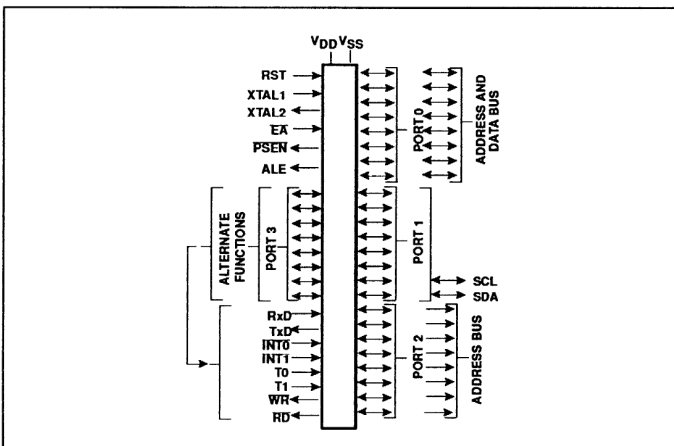 VDD VSS
RST
XTAL1
XTAL2
EA
PSEN
ALE
PORT 0
ADDRESS AND
DATA BUS
ALTERNATE
FUNCTIONS
PORT 3
PORT 1
SCL
SDA
RxD
TxD
INT0
INT1
T0
T1
WR
RD
PORT 2
ADDRESS BUS